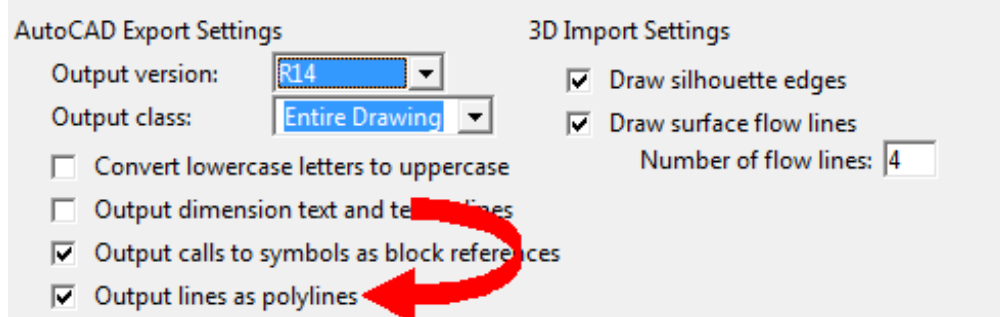 AutoCAD Export Settings
Output version: R14
Output class: Entire Drawing
Convert lowercase letters to uppercase
Output dimension text and
Output calls to symbols as block references
Output lines as polylines
3D Import Settings
Draw silhouette edges
Draw surface flow lines
Number of flow lines: 4